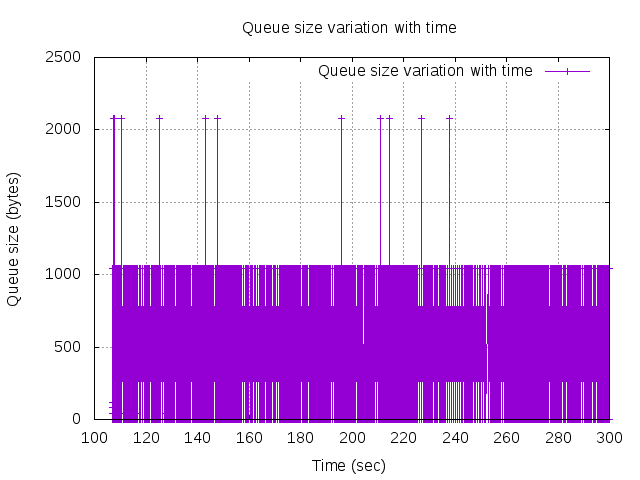 Queue size variation with time
Queue size variation with time
2500
2000
1500
1000
500
0
Queue size (bytes)
100 120 140 160 180 200 220 240 260 280 300
Time (sec)